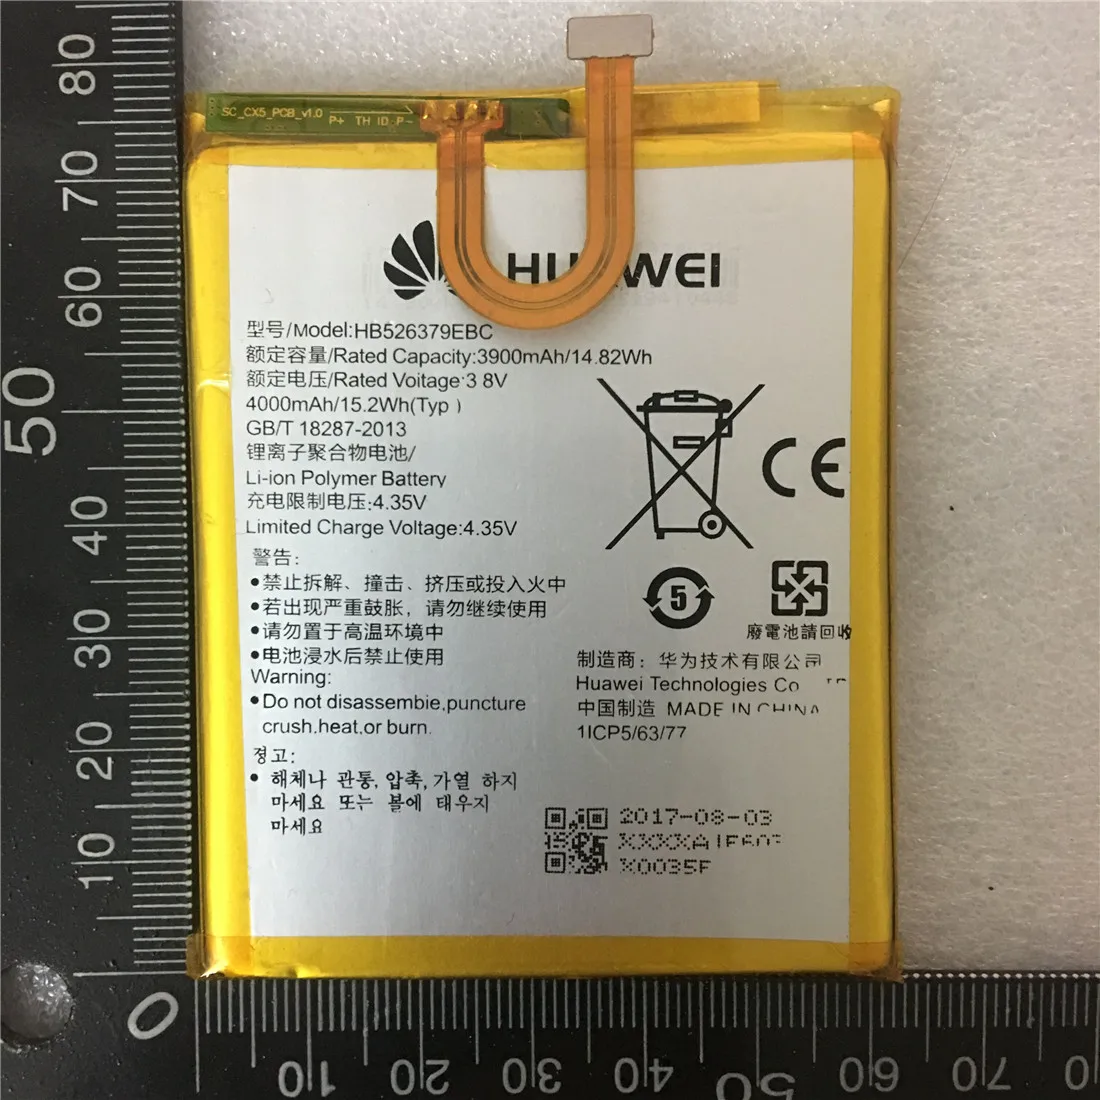 SC_CX5_PCB_v1.0
P+ TH ID P-
HU WEI
型号/Model:HB526379EBC
额定容量/Rated Capacity:3900mAh/14.82Wh
额定电压/Rated Voitage:3 8V
4000mAh/15.2Wh(Typ )
GB/T 18287-2013
锂离子聚合物电池/
Li-ion Polymer Battery
充电限制电压:4.35V
Limited Charge Voltage:4.35V
CE
警告:
•禁止拆解、撞击、挤压或投入火中
•若出现严重鼓胀，请勿继续使用
•请勿置于高温环境中
•电池浸水后禁止使用
5
廢電池請回收
Warning:
•Do not disassembie,puncture
crush,heat,or burn.
制造商：华为技术有限公司
Huawei Technologies Co
中国制造 MADE IN CHINA
1ICP5/63/77
경고:
• 해체나 관통, 압축, 가열 하지
마세요 또는 불에 태우지
마세요
2017-08-03
X0035F
80
70
60
50
40
30
20
10
0
10
20
30
40
50
60
70
80